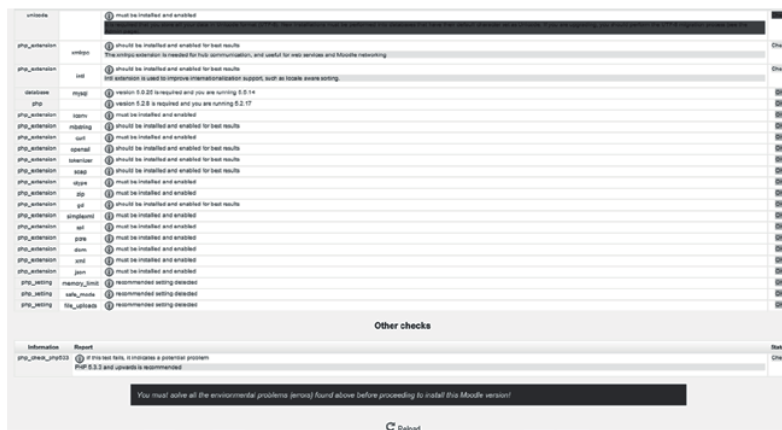 unicode must be installed and enabled
php_extension xmlrpc should be installed and enabled for best results
The xmlrpc extension is needed for hub communication, and useful for web services and Moodle networking
php_extension intl should be installed and enabled for best results
Intl extension is used to improve internationalization support, such as locale aware sorting.
database mysql version 5.0.25 is required and you are running 5.5.14
php version 5.2.8 is required and you are running 5.2.17
php_extension iconv must be installed and enabled
php_extension mbstring should be installed and enabled for best results
php_extension curl must be installed and enabled
php_extension openssl should be installed and enabled for best results
php_extension tokenizer should be installed and enabled for best results
php_extension soap should be installed and enabled for best results
php_extension ctype must be installed and enabled
php_extension zip must be installed and enabled
php_extension gd should be installed and enabled for best results
php_extension simplexml must be installed and enabled
php_extension spl must be installed and enabled
php_extension pcre must be installed and enabled
php_extension dom must be installed and enabled
php_extension xml must be installed and enabled
php_extension json must be installed and enabled
php_setting memory_limit recommended setting detected
php_setting safe_mode recommended setting detected
php_setting file_uploads recommended setting detected
Other checks
Information Report
php_check_php533 if this test fails, it indicates a potential problem
PHP 5.3.3 and upwards is recommended
You must solve all the environmental problems (errors) found above before proceeding to install this Moodle version!
Reload